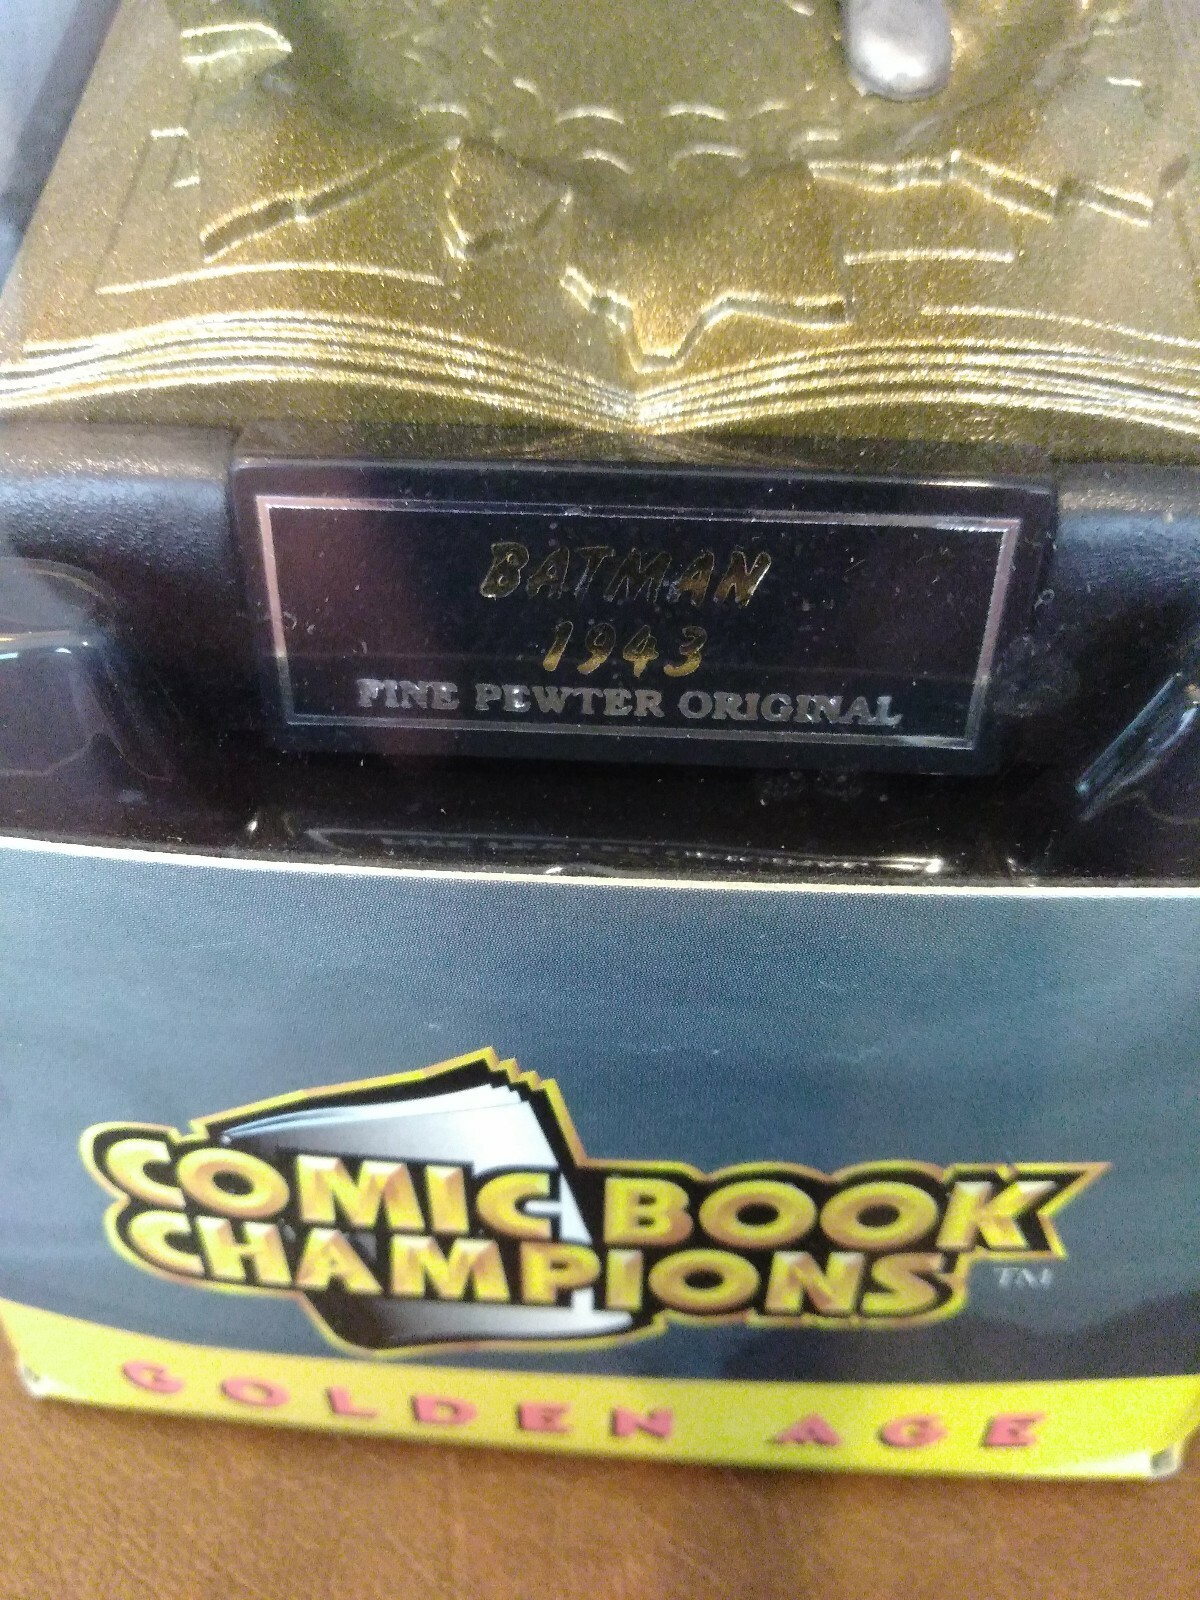 BATMAN
1943
FINE PEWTER ORIGINAL
COMIC BOOK
CHAMPIONS TM
GOLDEN AGE